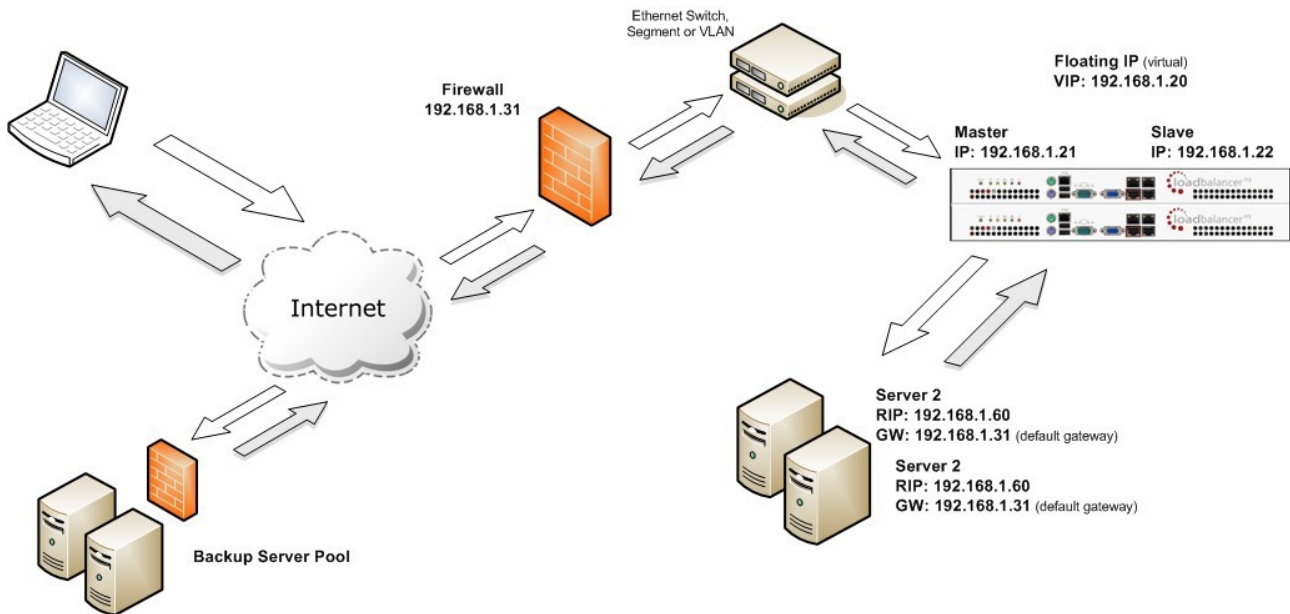 Ethernet Switch,
Segment or VLAN
Firewall
192.168.1.31
Floating IP (virtual)
VIP: 192.168.1.20
Master
IP: 192.168.1.21
Slave
IP: 192.168.1.22
loadbalancer.org
loadbalancer.org
Internet
Server 2
RIP: 192.168.1.60
GW: 192.168.1.31 (default gateway)
Server 2
RIP: 192.168.1.60
GW: 192.168.1.31 (default gateway)
Backup Server Pool